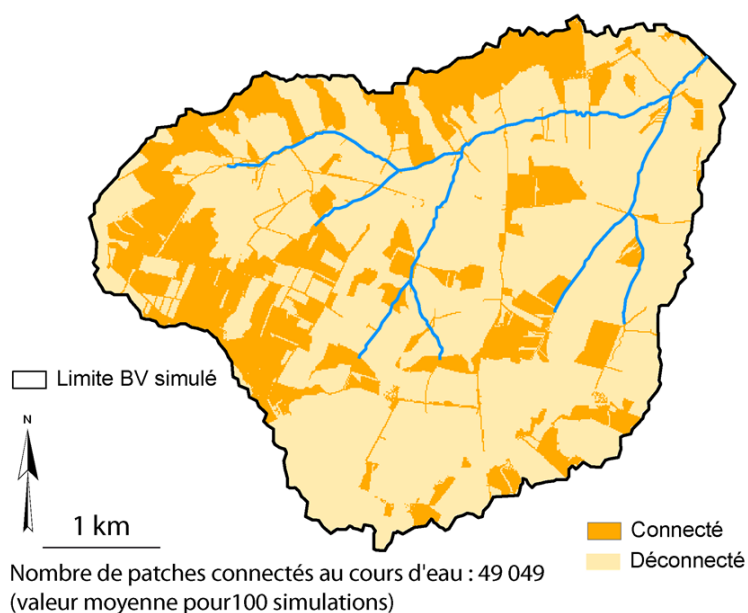 Limite BV simulé
N
1 km
Connecté
Déconnecté
Nombre de patches connectés au cours d'eau : 49 049
(valeur moyenne pour100 simulations)